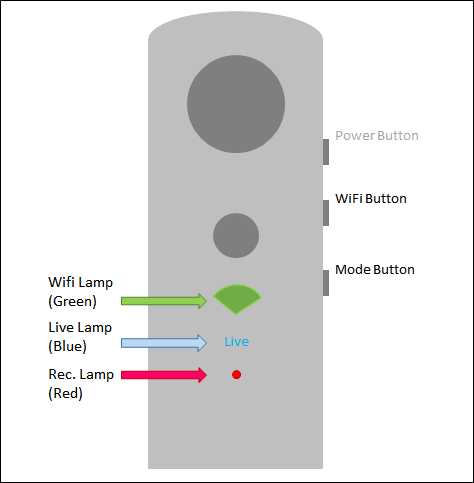 Power Button
WiFi Button
Mode Button
Wifi Lamp
(Green)
Live Lamp
(Blue)
Live
Rec. Lamp
(Red)